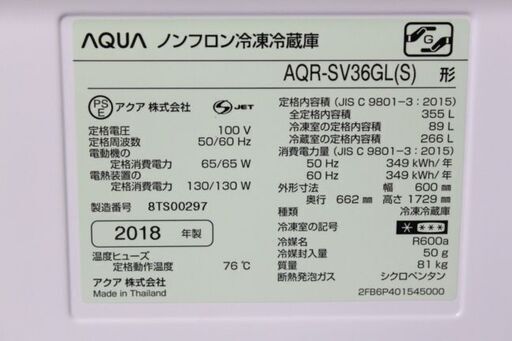 AQUA ノンフロン冷凍冷蔵庫
AQR-SV36GL(S) 形
PS E アクア 株式会社 JET
定格電圧 100 V
定格周波数 50/60 Hz
電動機の
定格消費電力 65/65 W
電熱装置の
定格消費電力 130/130 W
製造番号 8TS00297
2018 年製
温度ヒューズ
定格動作温度 76℃
アクア 株式会社
Made in Thailand
定格内容積 (JIS C 9801-3 : 2015)
全定格内容積 355 L
冷凍室の定格内容積 89 L
冷蔵室の定格内容積 266 L
消費電力量 (JIS C 9801-3 : 2015)
50 Hz 349 kWh/年
60 Hz 349 kWh/年
外形寸法 幅 600 mm
奥行 662 mm 高さ 1729 mm
種類 冷凍冷蔵庫
冷凍室の記号
冷媒名 R600a
冷媒封入量 50 g
質量 81 kg
断熱発泡ガス シクロペンタン
2FB6P401545000